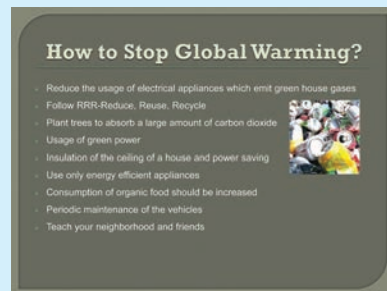 How to Stop Global Warming?
Reduce the usage of electrical appliances which emit green house gases
Follow RRR-Reduce, Reuse, Recycle
Plant trees to absorb a large amount of carbon dioxide
Usage of green power
Insulation of the ceiling of a house and power saving
Use only energy efficient appliances
Consumption of organic food should be increased
Periodic maintenance of the vehicles
Teach your neighborhood and friends